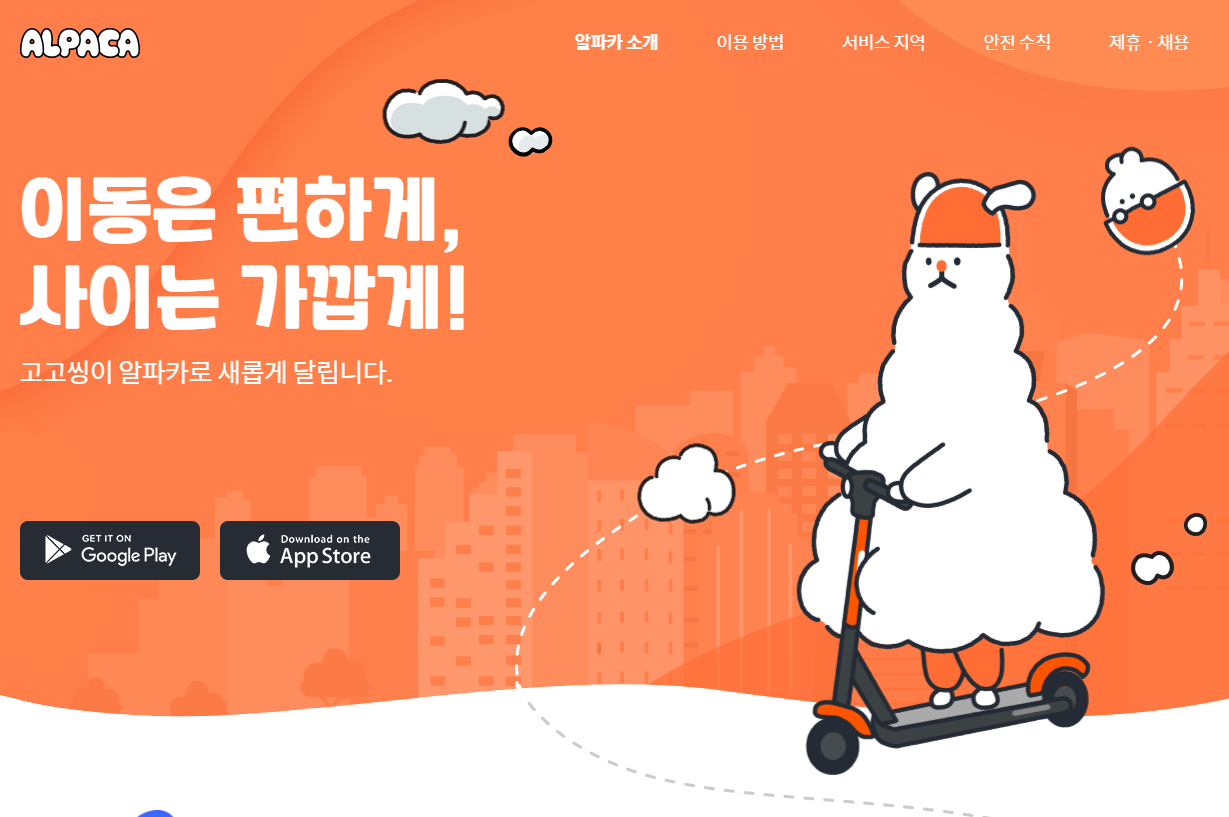 ALPACA
알파카 소개
이용 방법
서비스 지역
안전 수칙
제휴 · 채용
이동은 편하게,
사이는 가깝게!
고고씽이 알파카로 새롭게 달립니다.
GET IT ON
Google Play
Download on the
App Store